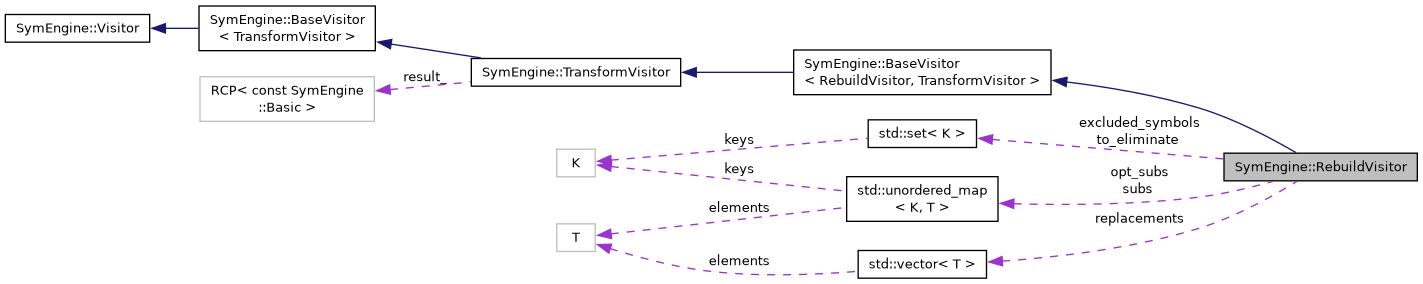 SymEngine::Visitor
SymEngine::BaseVisitor
< TransformVisitor >
RCP< const SymEngine
::Basic >
result_
SymEngine::TransformVisitor
SymEngine::BaseVisitor
< RebuildVisitor, TransformVisitor >
K
T
keys
keys
elements
elements
std::set< K >
std::unordered_map
< K, T >
std::vector< T >
excluded_symbols
to_eliminate
opt_subs
subs
replacements
SymEngine::RebuildVisitor